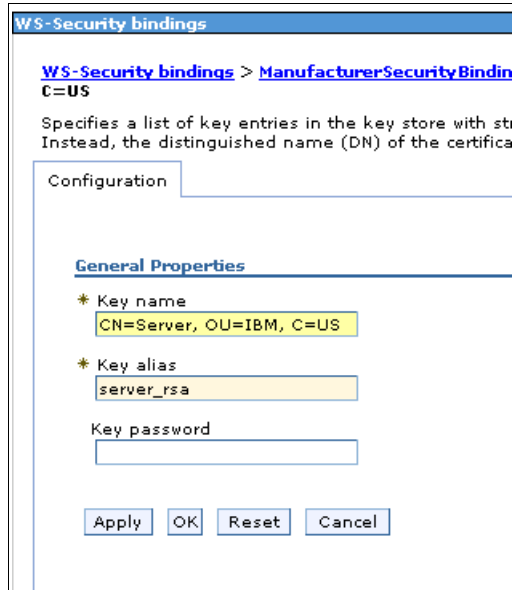 WS-Security bindings
WS-Security bindings > ManufacturerSecurityBindin
C=US
Specifies a list of key entries in the key store with
Instead, the distinguished name (DN) of the
Configuration
General Properties
* Key name
CN=Server, OU=IBM, C=US
* Key alias
server_rsa
Key password
Apply OK Reset Cancel